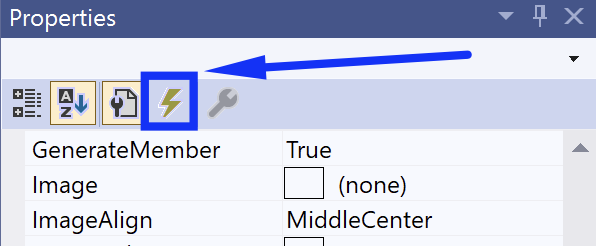 Properties
A
Z
GenerateMember True
Image (none)
ImageAlign MiddleCenter